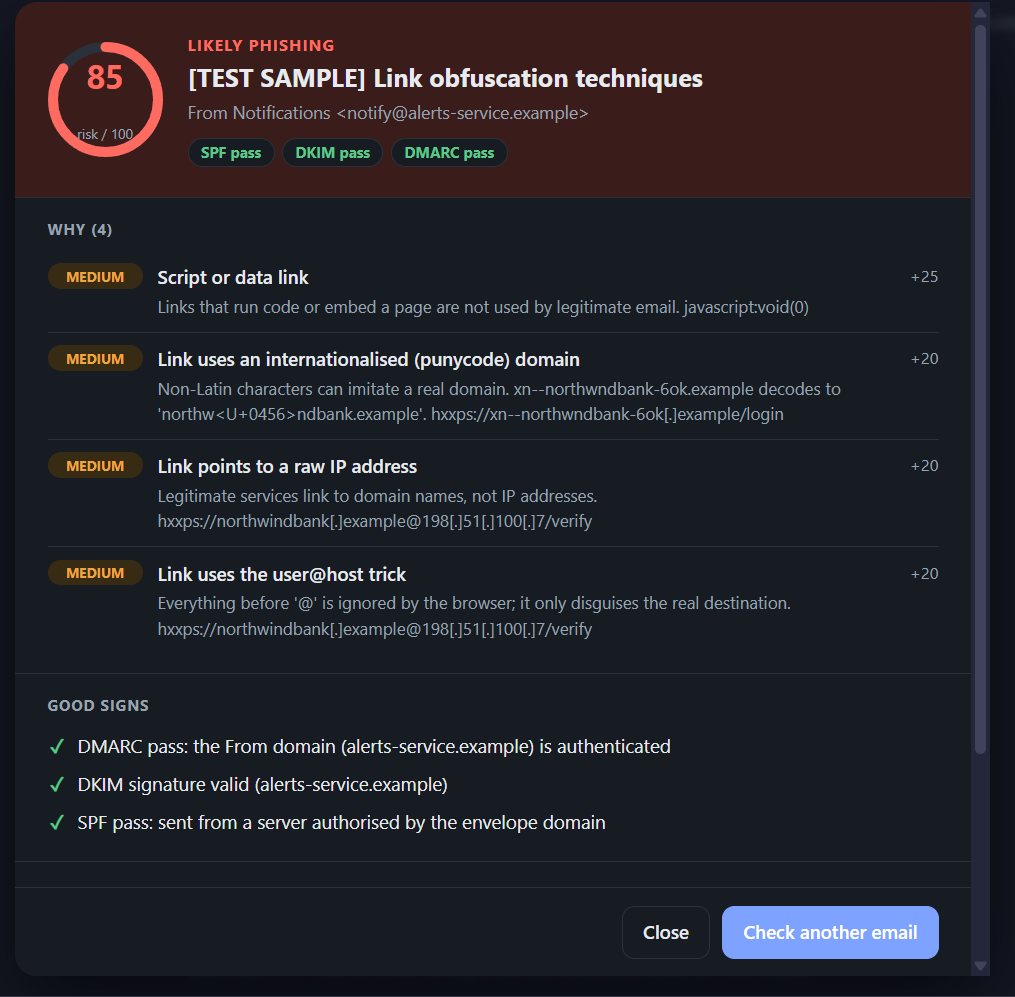 LIKELY PHISHING
85
risk / 100
[TEST SAMPLE] Link obfuscation techniques
From Notifications <notify@alerts-service.example>
SPF pass DKIM pass DMARC pass
WHY (4)
MEDIUM Script or data link +25
Links that run code or embed a page are not used by legitimate email. javascript:void(0)
MEDIUM Link uses an internationalised (punycode) domain +20
Non-Latin characters can imitate a real domain. xn--northwndbank-6ok.example decodes to
'northw<U+0456>ndbank.example'. hxxps://xn--northwndbank-6ok[.]example/login
MEDIUM Link points to a raw IP address +20
Legitimate services link to domain names, not IP addresses.
hxxps://northwindbank[.]example@198[.]51[.]100[.]7/verify
MEDIUM Link uses the user@host trick +20
Everything before '@' is ignored by the browser; it only disguises the real destination.
hxxps://northwindbank[.]example@198[.]51[.]100[.]7/verify
GOOD SIGNS
✓ DMARC pass: the From domain (alerts-service.example) is authenticated
✓ DKIM signature valid (alerts-service.example)
✓ SPF pass: sent from a server authorised by the envelope domain
Close Check another email